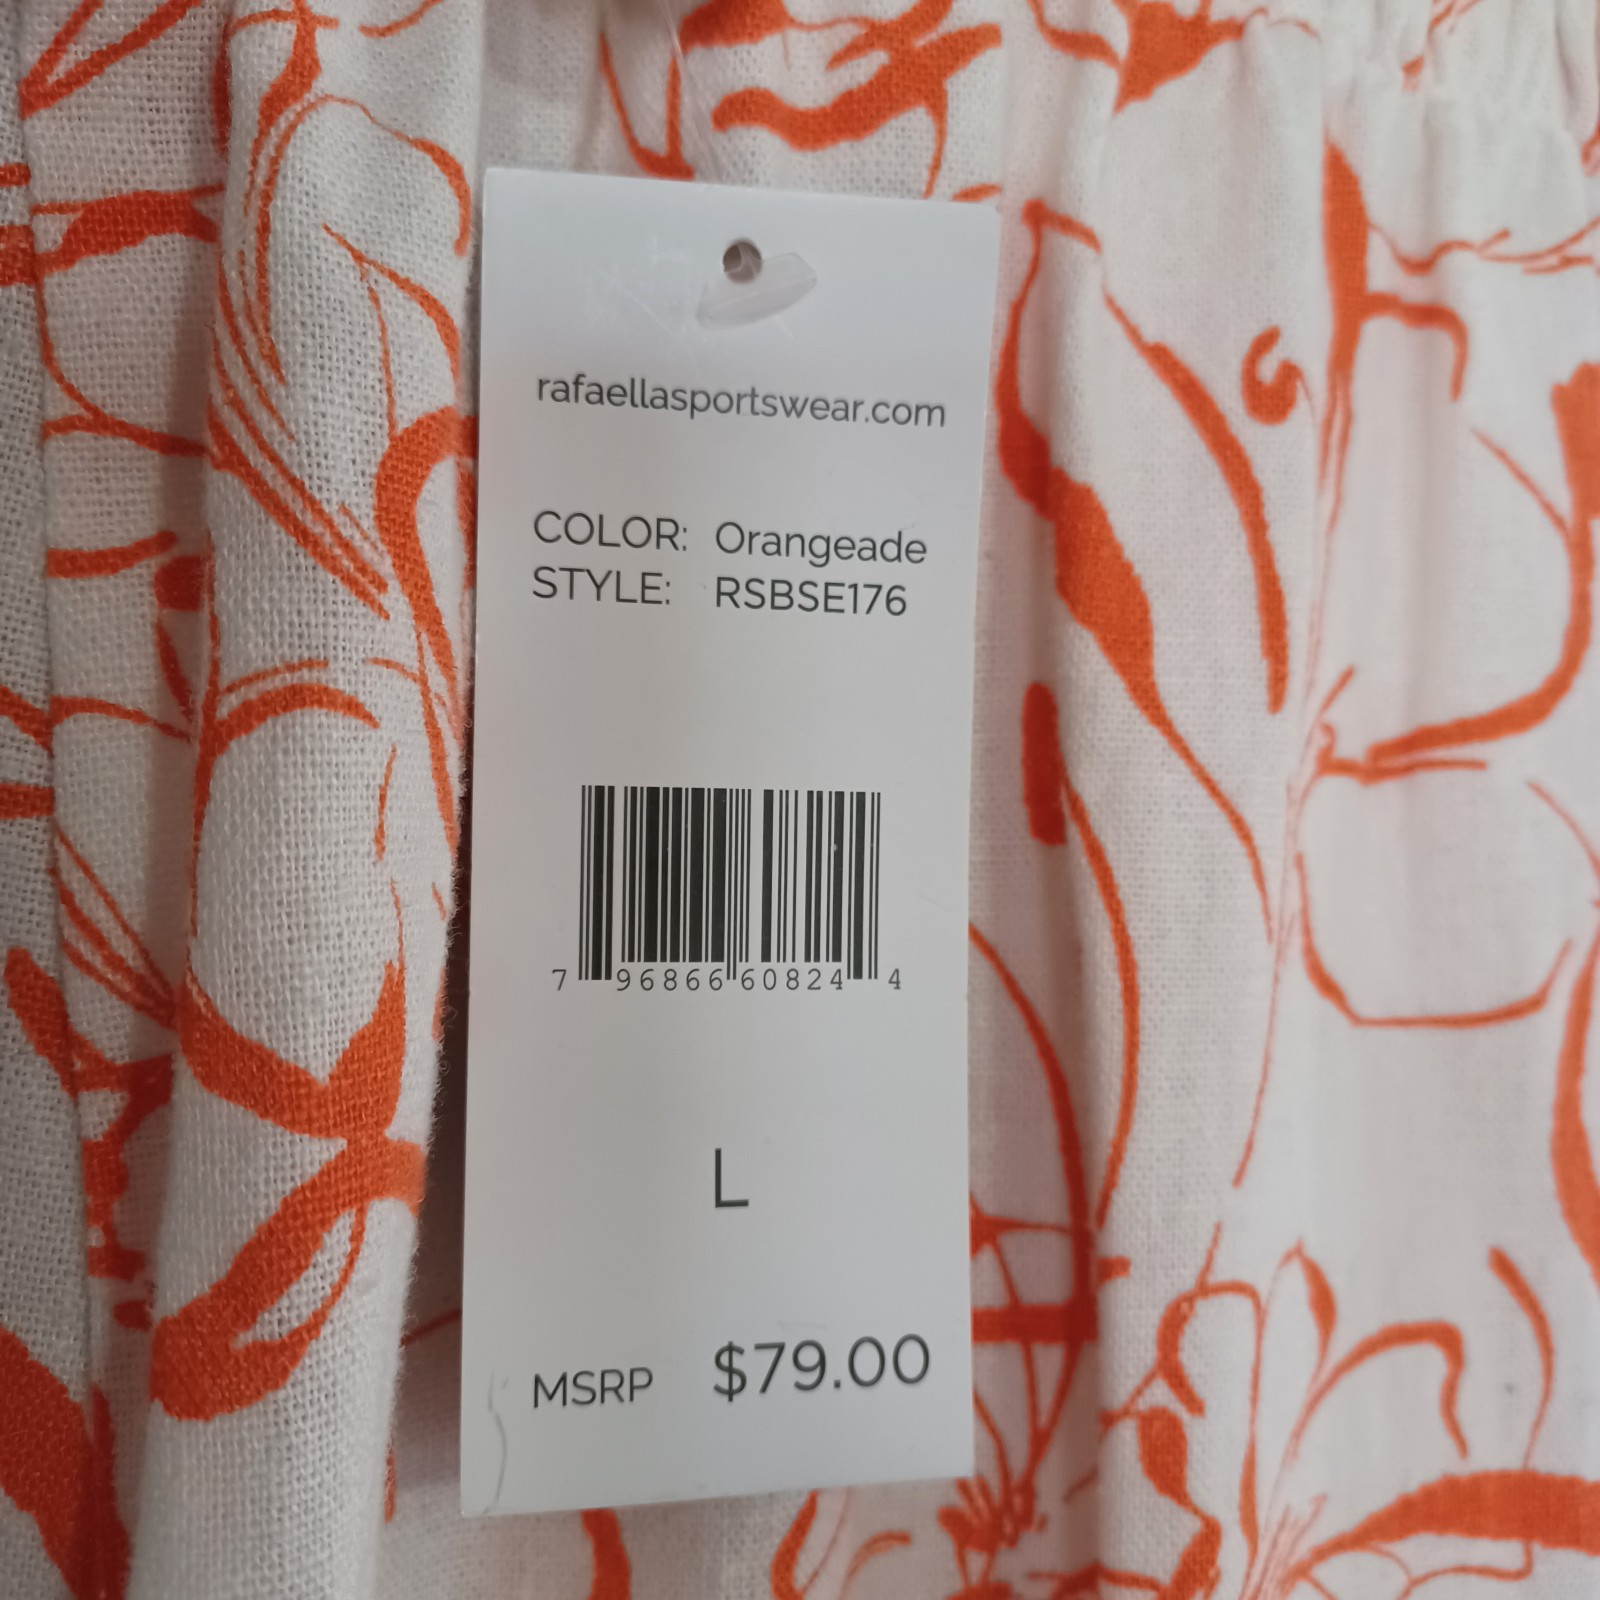 rafaellasportswear.com
COLOR: Orangeade
STYLE: RSBSE176
7 96866 60824 4
L
MSRP $79.00